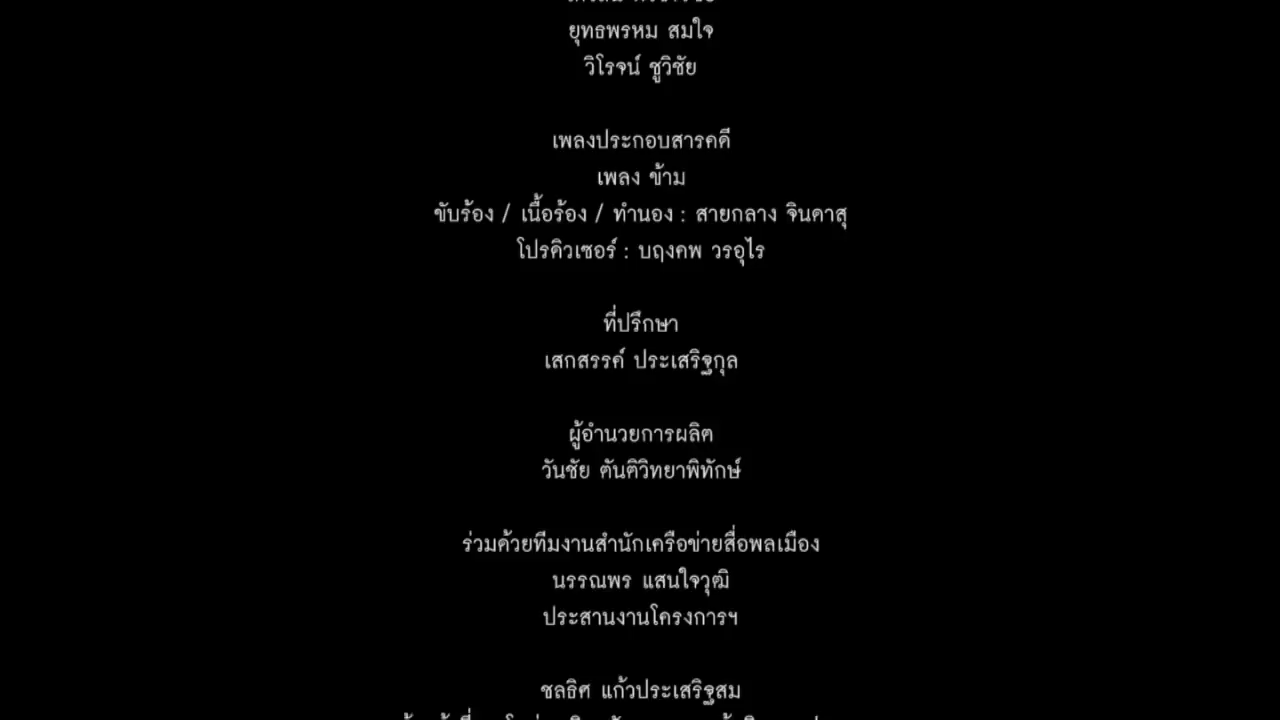 ยุทธพรหม สมใจ
วิโรจน์ ชูวิชัย
เพลงประกอบสารคดี
เพลง ข้าม
ขับร้อง / เนื้อร้อง / ทำนอง : สายกลาง จินดาสุ
โปรดิวเซอร์ : บฤงคพ วรอุไร
ที่ปรึกษา
เสกสรรค์ ประเสริฐกุล
ผู้อำนวยการผลิต
วันชัย ตันติวิทยาพิทักษ์
ร่วมด้วยทีมงานสำนักเครือข่ายสื่อพลเมือง
นรรณพร แสนใจวุฒิ
ประสานงานโครงการฯ
ชลธิศ แก้วประเสริฐสม